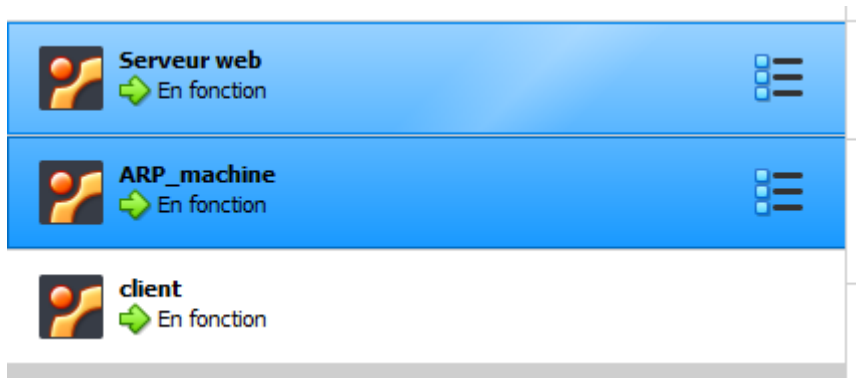 Serveur web
En fonction
ARP_machine
En fonction
client
En fonction